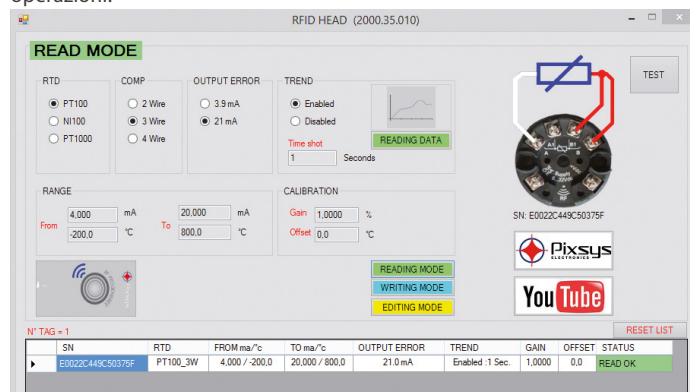 operazioni.
RFID HEAD (2000.35.010)
READ MODE
TEST
RTD
PT100
NI100
PT1000
COMP
2 Wire
3 Wire
4 Wire
OUTPUT ERROR
3.9 mA
21 mA
TREND
Enabled
Disabled
Time shot
1 Seconds
READING DATA
RANGE
From
4,000 mA
-200,0 °C
To
20,000 mA
800,0 °C
CALIBRATION
Gain 1,0000 %
Offset 0,0 °C
SN: E0022C449C50375F
Pixsys
ELECTRONICS
READING MODE
WRITING MODE
EDITING MODE
YouTube
N° TAG = 1
RESET LIST
SN RTD FROM ma/°c TO ma/°c OUTPUT ERROR TREND GAIN OFFSET STATUS
E0022C449C50375F PT100_3W 4,000 / -200,0 20,000 / 800,0 21.0 mA Enabled :1 Sec. 1,0000 0,0 READ OK